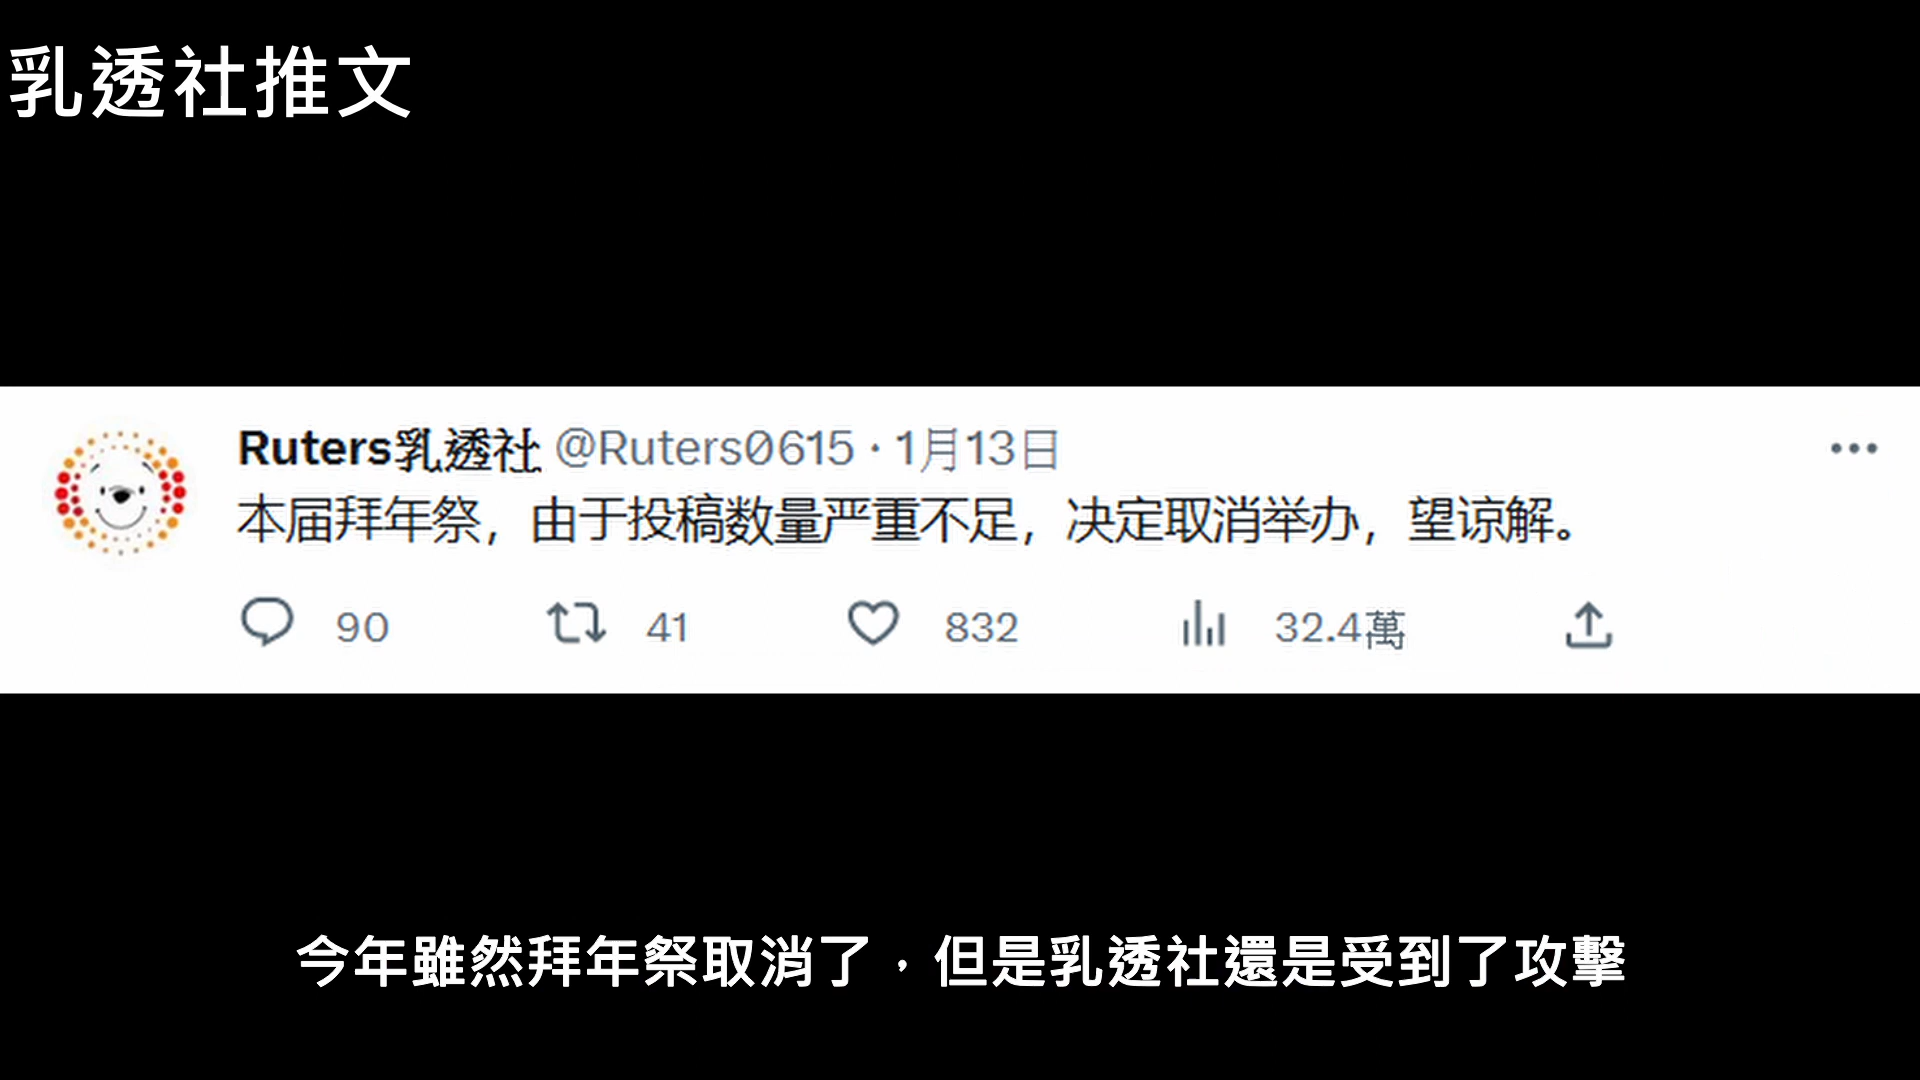 乳透社推文
Ruters乳透社 @Ruters0615 · 1月13日
本届拜年祭，由于投稿数量严重不足，决定取消举办，望谅解。
90 41 832 32.4萬
今年雖然拜年祭取消了，但是乳透社還是受到了攻擊